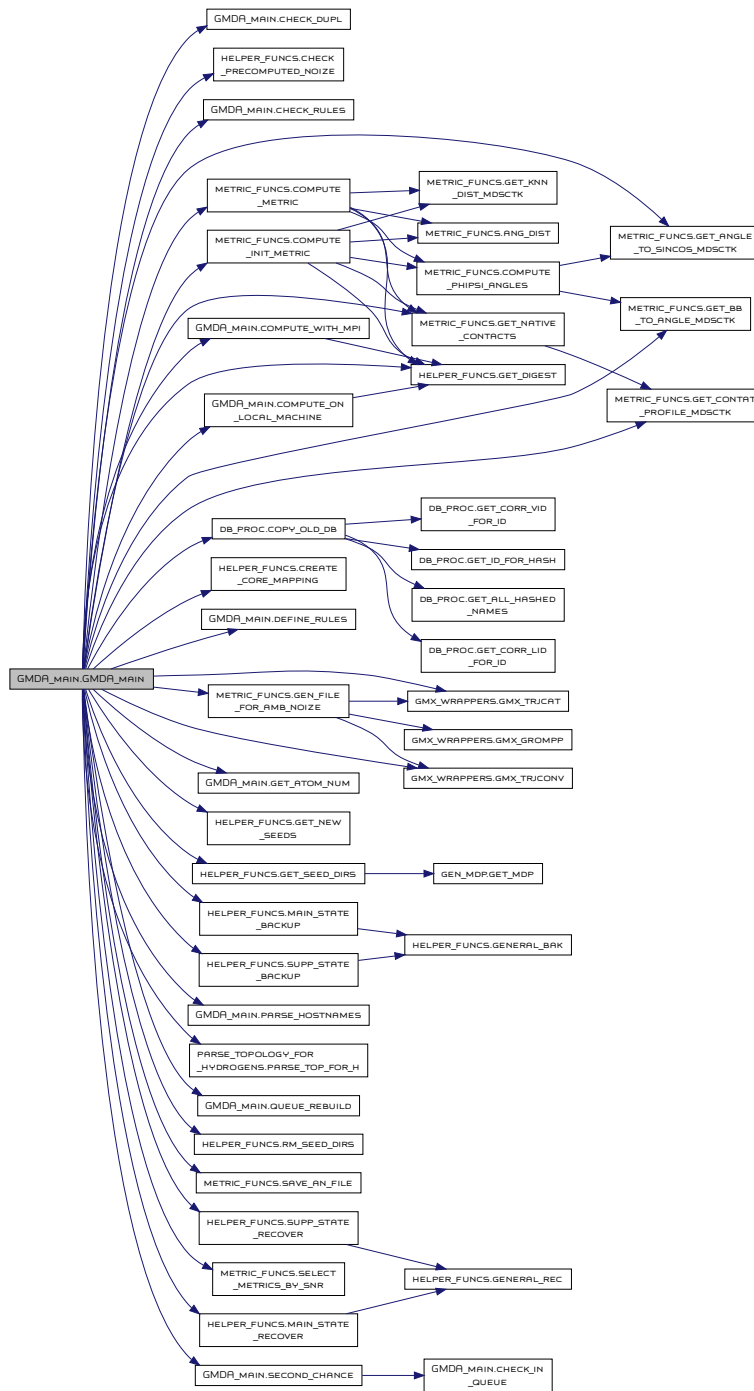 GMDA_MAIN.CHECK_DUPL
HELPER_FUNCS.CHECK
_PRECOMPUTED_NOIZE
GMDA_MAIN.CHECK_RULES
METRIC_FUNCS.COMPUTE
_METRIC
METRIC_FUNCS.COMPUTE
_INIT_METRIC
GMDA_MAIN.COMPUTE_WITH_MPI
GMDA_MAIN.COMPUTE_ON
_LOCAL_MACHINE
METRIC_FUNCS.GET_KNN
_DIST_MDSCTK
METRIC_FUNCS.ANG_DIST
METRIC_FUNCS.COMPUTE
_PHIPSI_ANGLES
METRIC_FUNCS.GET_NATIVE
_CONTACTS
HELPER_FUNCS.GET_DIGEST
METRIC_FUNCS.GET_ANGLE
_TO_SINCOS_MDSCTK
METRIC_FUNCS.GET_BB
_TO_ANGLE_MDSCTK
METRIC_FUNCS.GET_CONTAT
_PROFILE_MDSCTK
DB_PROC.COPY_OLD_DB
DB_PROC.GET_CORR_VID
_FOR_ID
DB_PROC.GET_ID_FOR_HASH
DB_PROC.GET_ALL_HASHED
_NAMES
DB_PROC.GET_CORR_LID
_FOR_ID
HELPER_FUNCS.CREATE
_CORE_MAPPING
GMDA_MAIN.DEFINE_RULES
GMDA_MAIN.GMDA_MAIN
METRIC_FUNCS.GEN_FILE
_FOR_AMB_NOIZE
GMX_WRAPPERS.GMX_TRJCAT
GMX_WRAPPERS.GMX_GROMPP
GMX_WRAPPERS.GMX_TRJCONV
GMDA_MAIN.GET_ATOM_NUM
HELPER_FUNCS.GET_NEW
_SEEDS
HELPER_FUNCS.GET_SEED_DIRS
GEN_MDP.GET_MDP
HELPER_FUNCS.MAIN_STATE
_BACKUP
HELPER_FUNCS.SUPP_STATE
_BACKUP
HELPER_FUNCS.GENERAL_BAK
GMDA_MAIN.PARSE_HOSTNAMES
PARSE_TOPOLOGY_FOR
_HYDROGENS.PARSE_TOP_FOR_H
GMDA_MAIN.QUEUE_REBUILD
HELPER_FUNCS.RM_SEED_DIRS
METRIC_FUNCS.SAVE_AN_FILE
HELPER_FUNCS.SUPP_STATE
_RECOVER
METRIC_FUNCS.SELECT
_METRICS_BY_SNR
HELPER_FUNCS.MAIN_STATE
_RECOVER
HELPER_FUNCS.GENERAL_REC
GMDA_MAIN.SECOND_CHANCE
GMDA_MAIN.CHECK_IN
_QUEUE